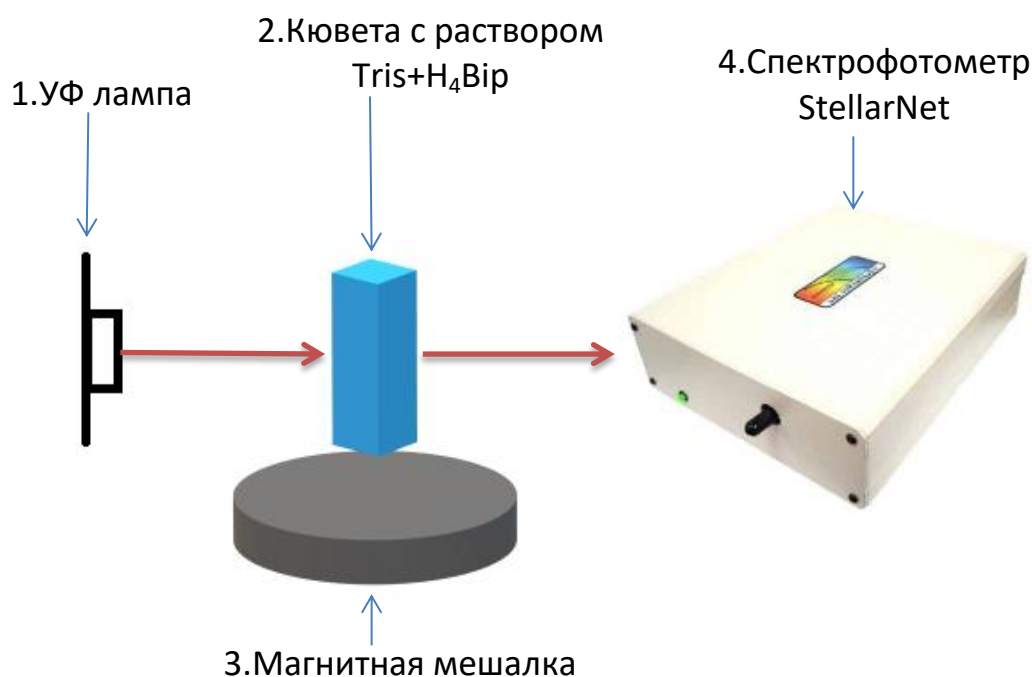 2.Кювета с раствором
Tris+H₄Bip
4.Спектрофотометр
StellarNet
1.УФ лампа
3.Магнитная мешалка